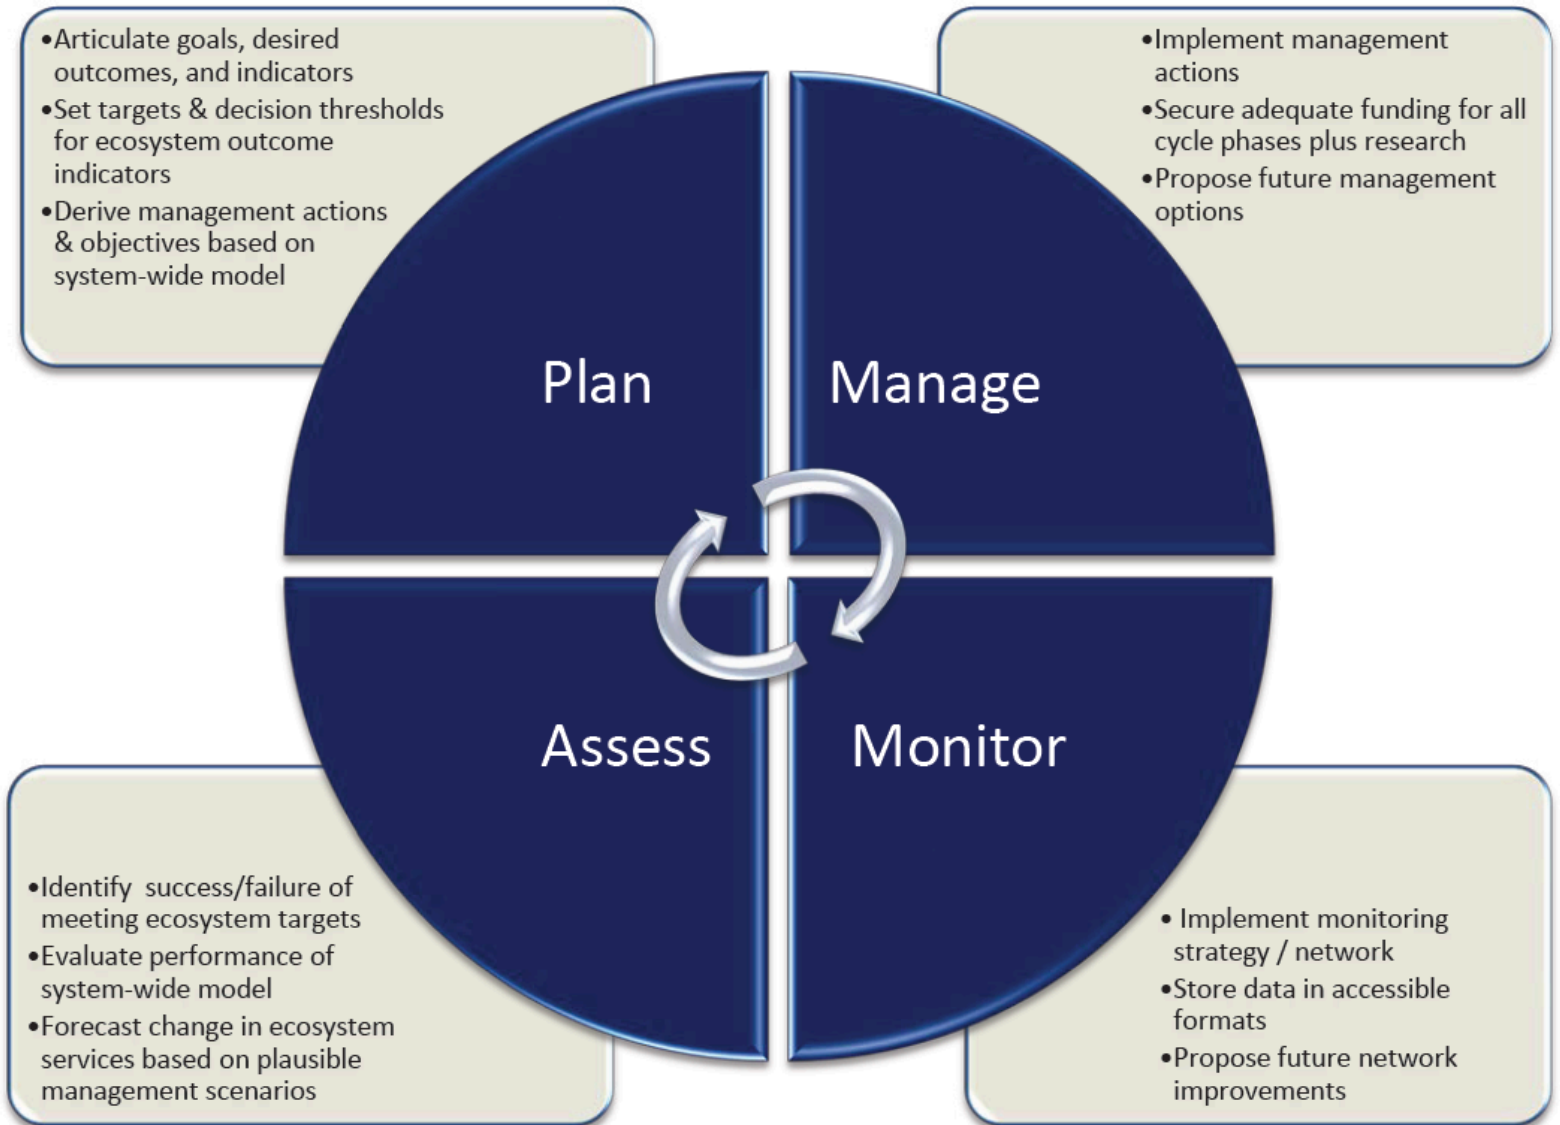 •Articulate goals, desired
outcomes, and indicators
•Set targets & decision thresholds
for ecosystem outcome
indicators
•Derive management actions
& objectives based on
system-wide model
•Implement management
actions
•Secure adequate funding for all
cycle phases plus research
•Propose future management
options
Plan
Manage
Assess
Monitor
•Identify  success/failure of
meeting ecosystem targets
•Evaluate performance of
system-wide model
•Forecast change in ecosystem
services based on plausible
management scenarios
• Implement monitoring
strategy / network
•Store data in accessible
formats
•Propose future network
improvements